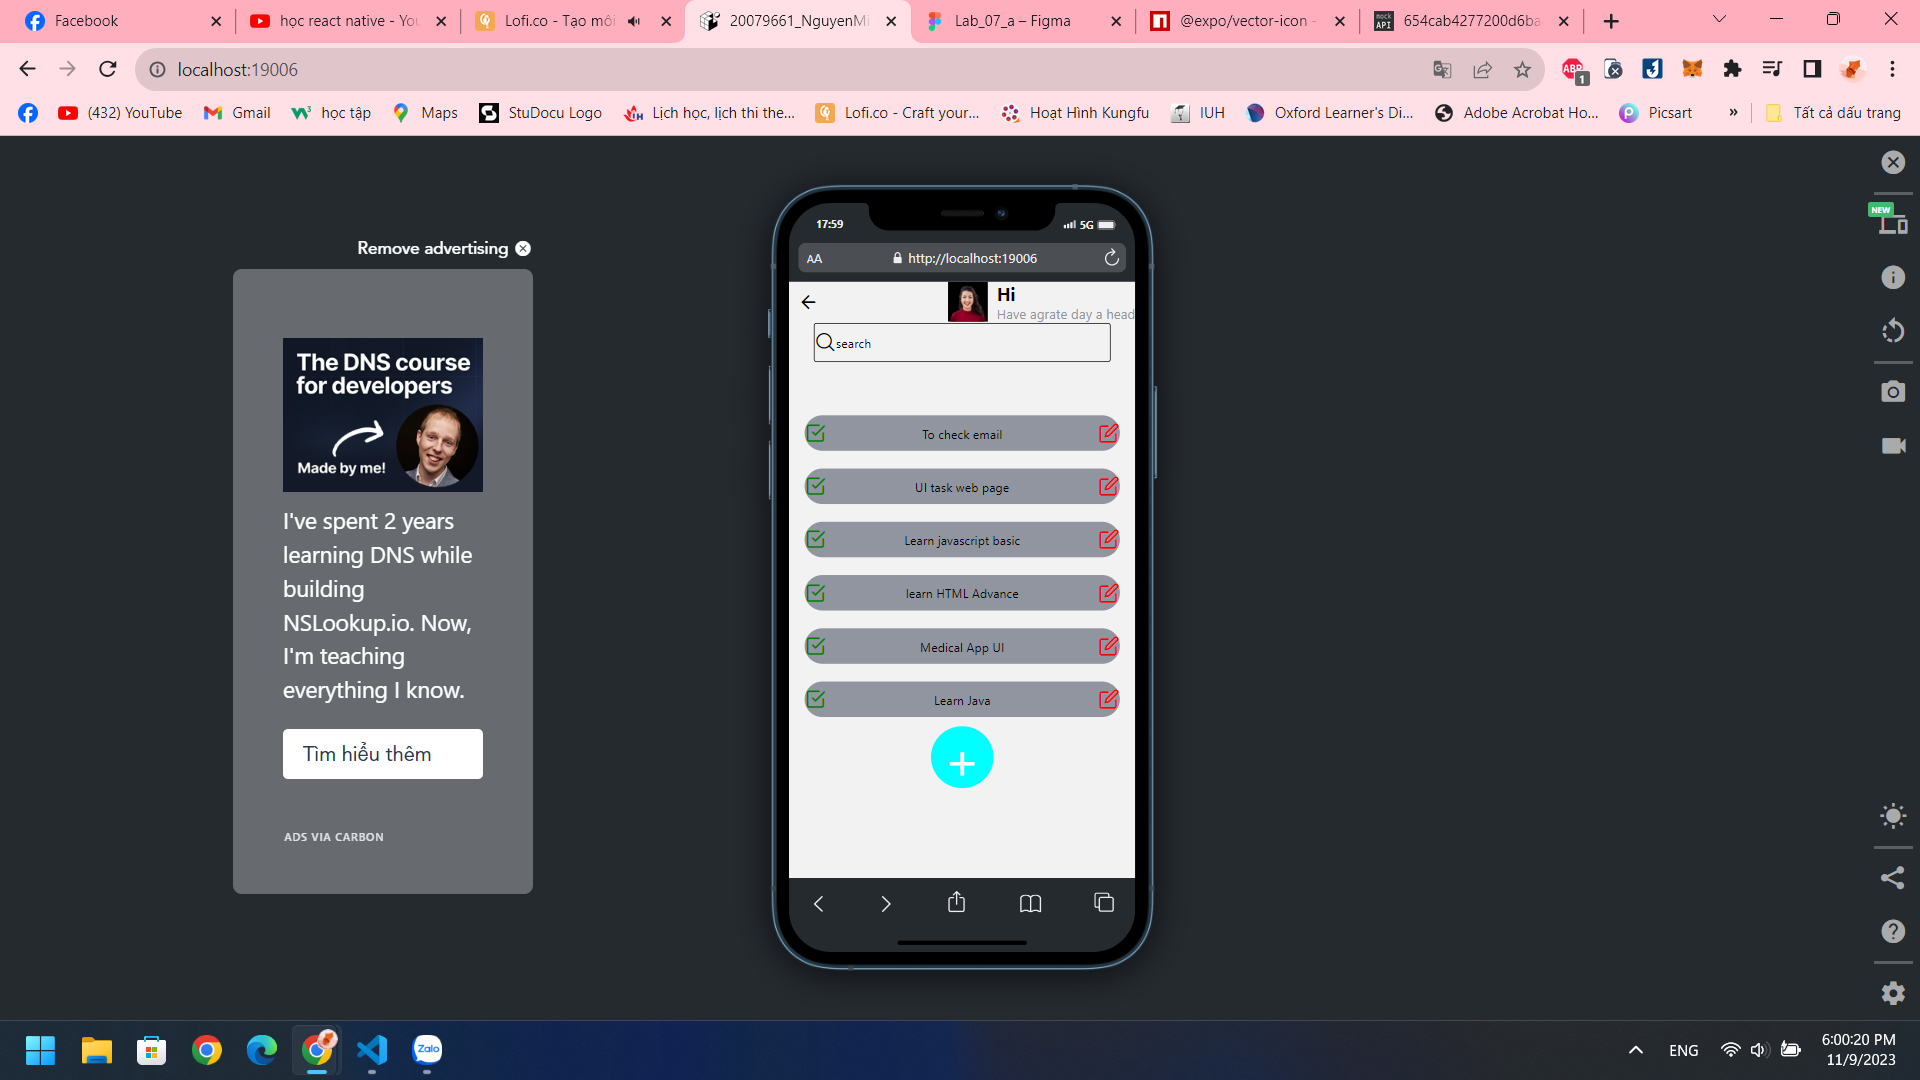 Facebook
học react native - You
Lofi.co - Tạo môi
20079661_NguyenMi
Lab_07_a – Figma
@expo/vector-icon -
654cab4277200d6ba
localhost:19006
ABP
1
(432) YouTube
Gmail
học tập
Maps
StuDocu Logo
Lịch học, lịch thi the...
Lofi.co - Craft your...
Hoạt Hình Kungfu
IUH
Oxford Learner's Di...
Adobe Acrobat Ho...
Picsart
»
Tất cả dấu trang
NEW
Remove advertising
The DNS course
for developers
Made by me!
I've spent 2 years
learning DNS while
building
NSLookup.io. Now,
I'm teaching
everything I know.
Tìm hiểu thêm
ADS VIA CARBON
17:59
5G
AA
http://localhost:19006
Hi
Have agrate day a head
search
To check email
UI task web page
Learn javascript basic
learn HTML Advance
Medical App UI
Learn Java
+
Zalo
ENG
6:00:20 PM
11/9/2023